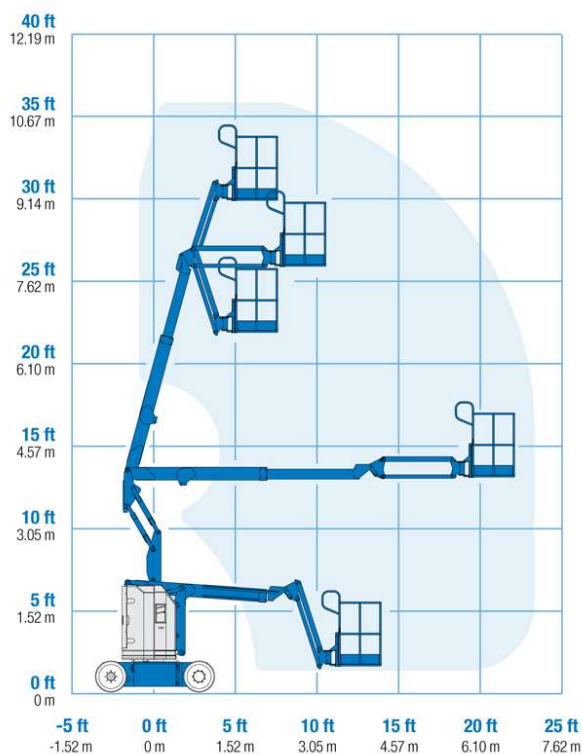 40 ft
12.19 m
35 ft
10.67 m
30 ft
9.14 m
25 ft
7.62 m
20 ft
6.10 m
15 ft
4.57 m
10 ft
3.05 m
5 ft
1.52 m
0 ft
0 m
-5 ft 0 ft 5 ft 10 ft 15 ft 20 ft 25 ft
-1.52 m 0 m 1.52 m 3.05 m 4.57 m 6.10 m 7.62 m